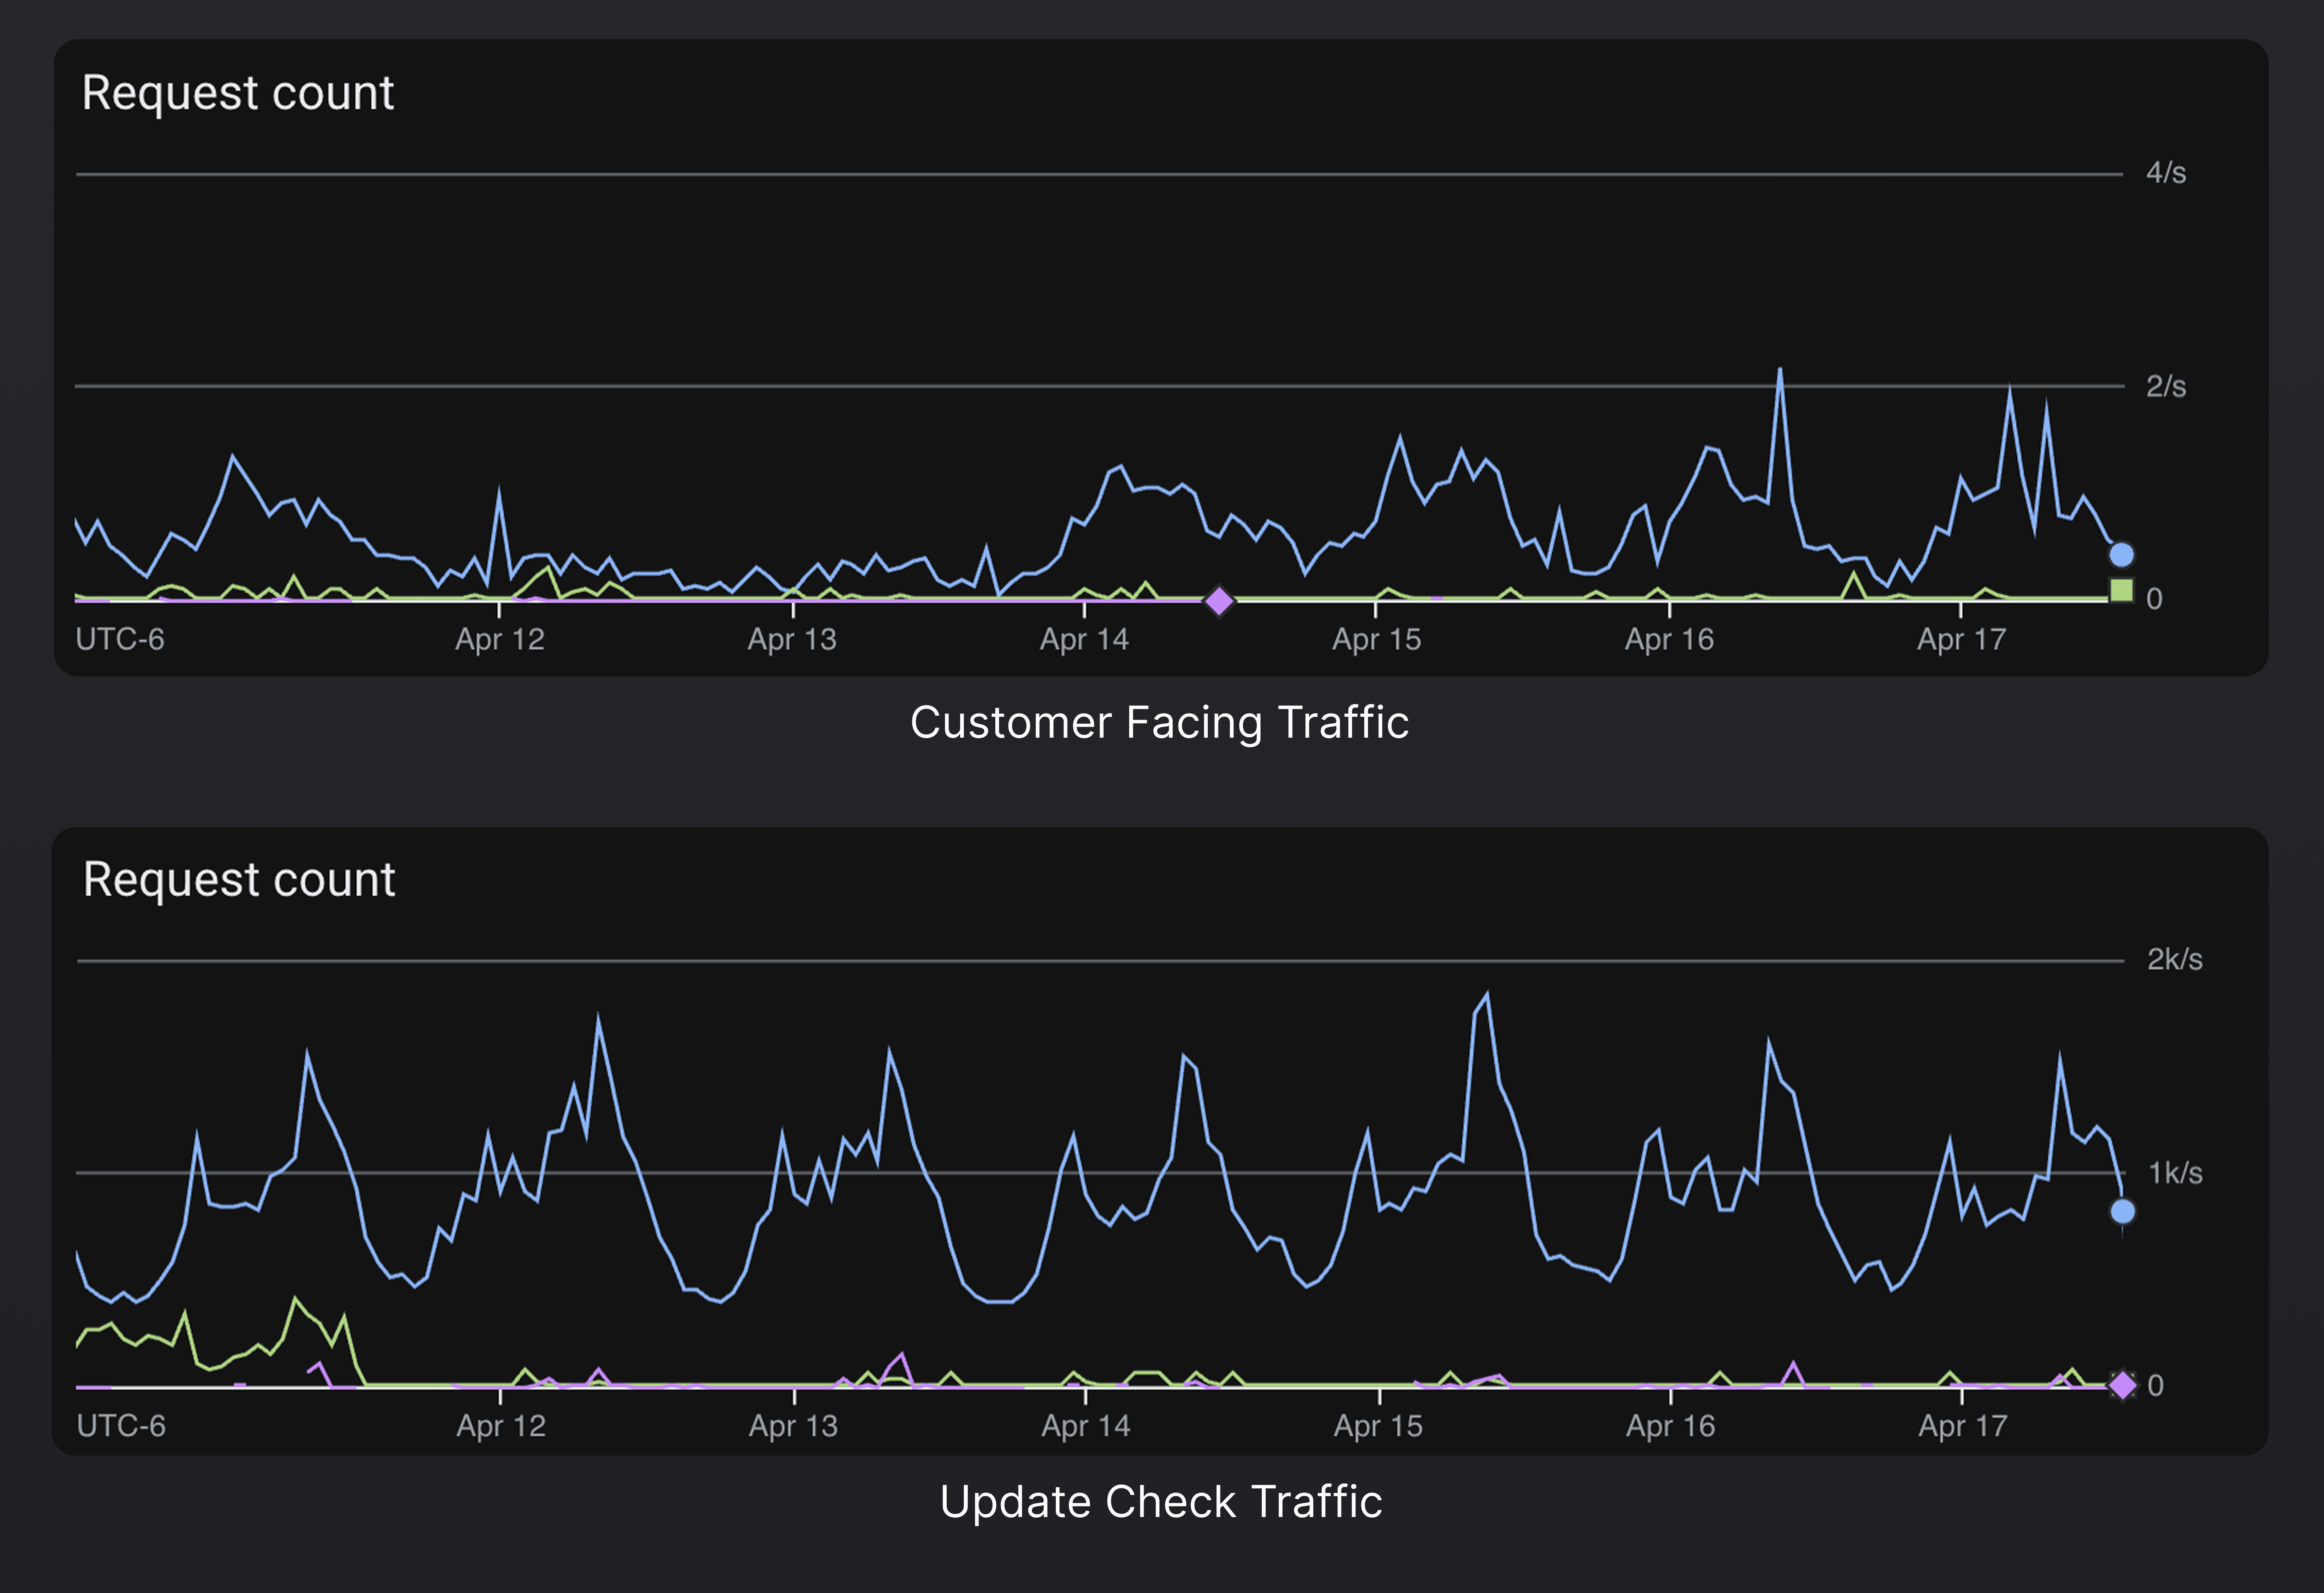 Request count
4/s
2/s
0
UTC-6 Apr 12 Apr 13 Apr 14 Apr 15 Apr 16 Apr 17
Customer Facing Traffic
Request count
2k/s
1k/s
0
UTC-6 Apr 12 Apr 13 Apr 14 Apr 15 Apr 16 Apr 17
Update Check Traffic